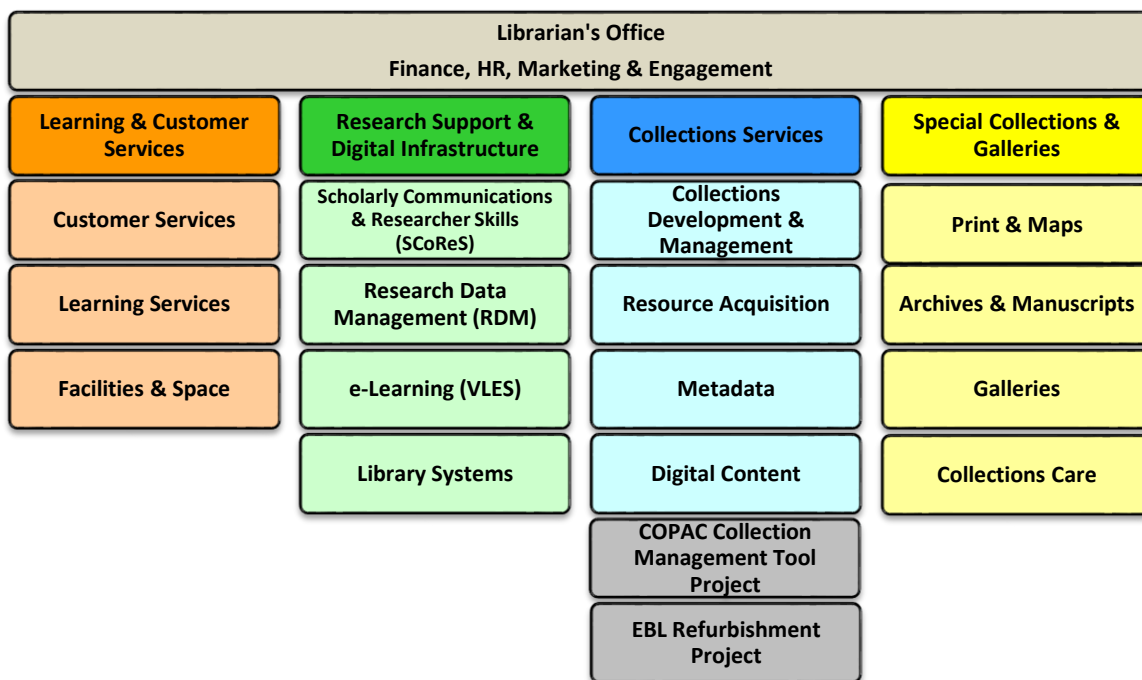 Librarian's Office
Finance, HR, Marketing & Engagement
Learning & Customer
Services
Customer Services
Learning Services
Facilities & Space
Research Support &
Digital Infrastructure
Scholarly Communications
& Researcher Skills
(SCoReS)
Research Data
Management (RDM)
e-Learning (VLES)
Library Systems
Collections Services
Collections
Development &
Management
Resource Acquisition
Metadata
Digital Content
COPAC Collection
Management Tool
Project
EBL Refurbishment
Project
Special Collections &
Galleries
Print & Maps
Archives & Manuscripts
Galleries
Collections Care